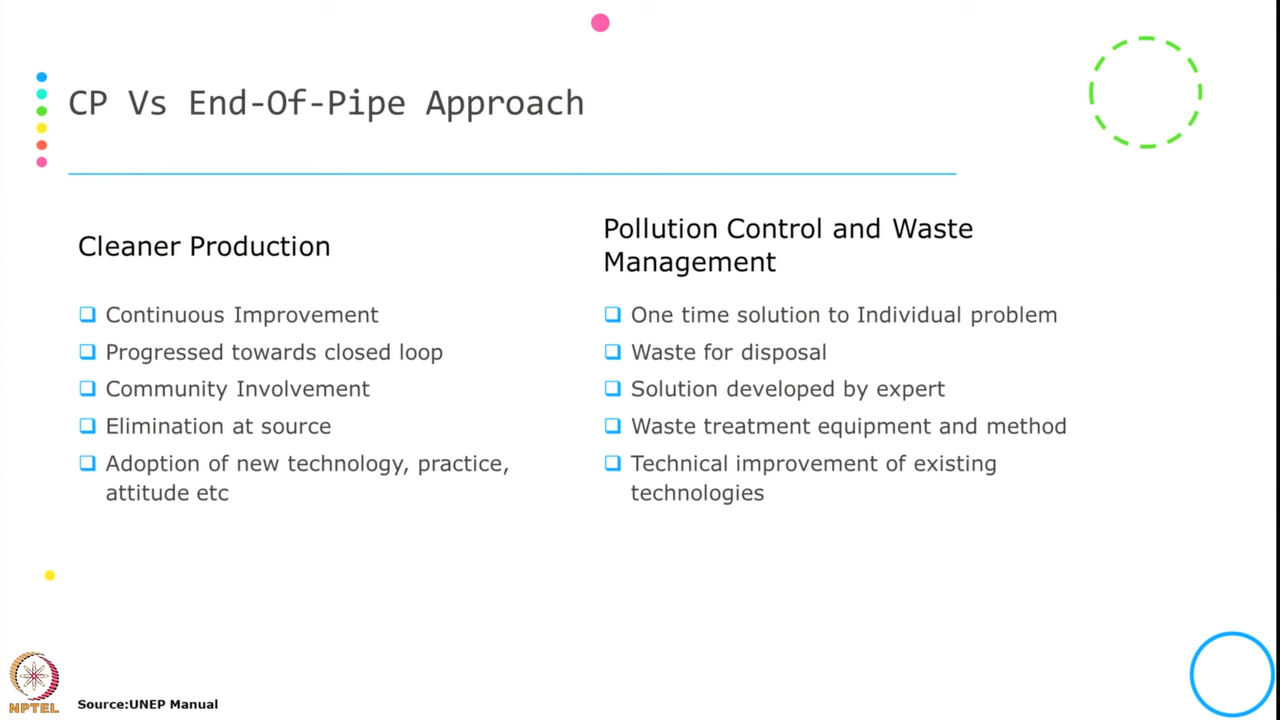 CP Vs End-Of-Pipe Approach
Cleaner Production
Continuous Improvement
Progressed towards closed loop
Community Involvement
Elimination at source
Adoption of new technology, practice,
attitude etc
Pollution Control and Waste
Management
One time solution to Individual problem
Waste for disposal
Solution developed by expert
Waste treatment equipment and method
Technical improvement of existing
technologies
NPTEL
Source:UNEP Manual